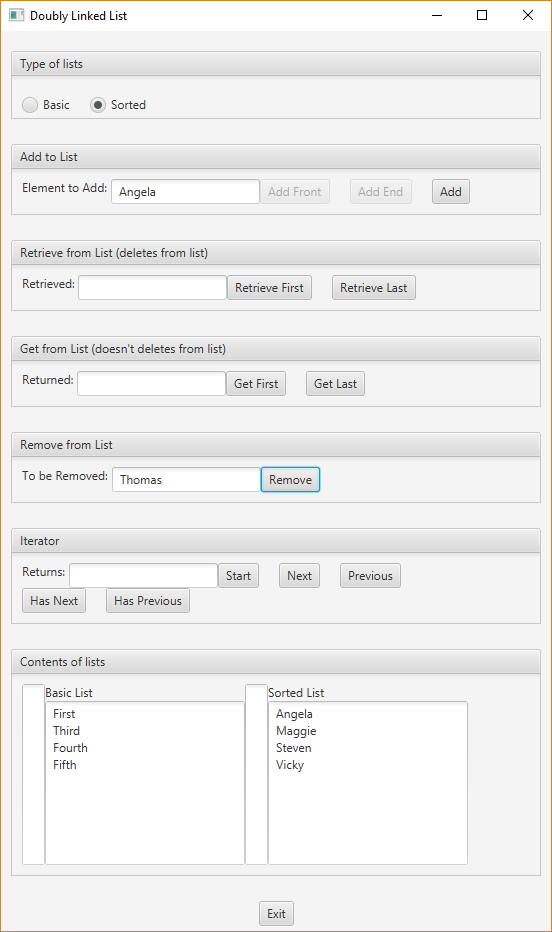 Doubly Linked List
Type of lists
Basic Sorted
Add to List
Element to Add: Angela Add Front Add End Add
Retrieve from List (deletes from list)
Retrieved: Retrieve First Retrieve Last
Get from List (doesn't deletes from list)
Returned: Get First Get Last
Remove from List
To be Removed: Thomas Remove
Iterator
Returns: Start Next Previous
Has Next Has Previous
Contents of lists
Basic List
First
Third
Fourth
Fifth
Sorted List
Angela
Maggie
Steven
Vicky
Exit